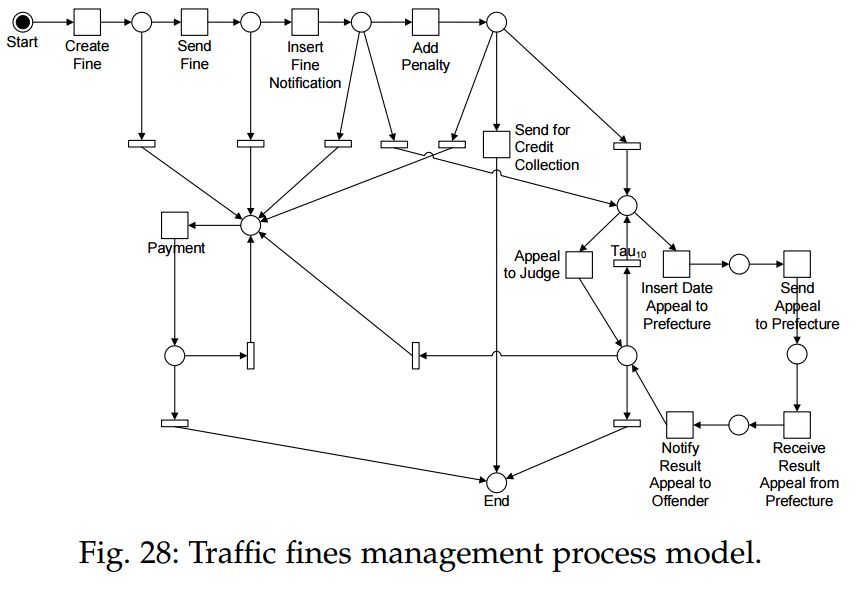 Start
Create
Fine
Send
Fine
Insert
Fine
Notification
Add
Penalty
Send for
Credit
Collection
Payment
Appeal
to Judge
Tau10
Insert Date
Appeal to
Prefecture
Send
Appeal
to Prefecture
Notify
Result
Appeal to
Offender
Receive
Result
Appeal from
Prefecture
End
Fig. 28: Traffic fines management process model.